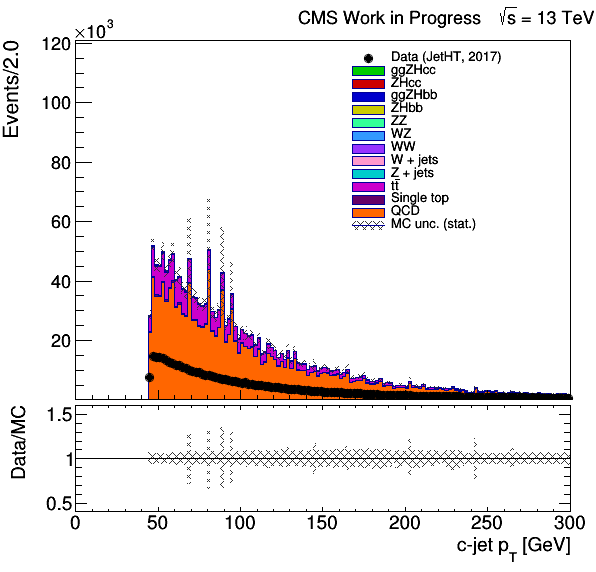 CMS Work in Progress √s = 13 TeV
×10³
Events/2.0
120
100
80
60
40
20
Data (JetHT, 2017)
ggZHcc
ZHcc
ggZHbb
ZHbb
ZZ
WZ
WW
W + jets
Z + jets
tt̄
Single top
QCD
MC unc. (stat.)
Data/MC
1.5
1
0.5
0 50 100 150 200 250 300
c-jet p_T [GeV]